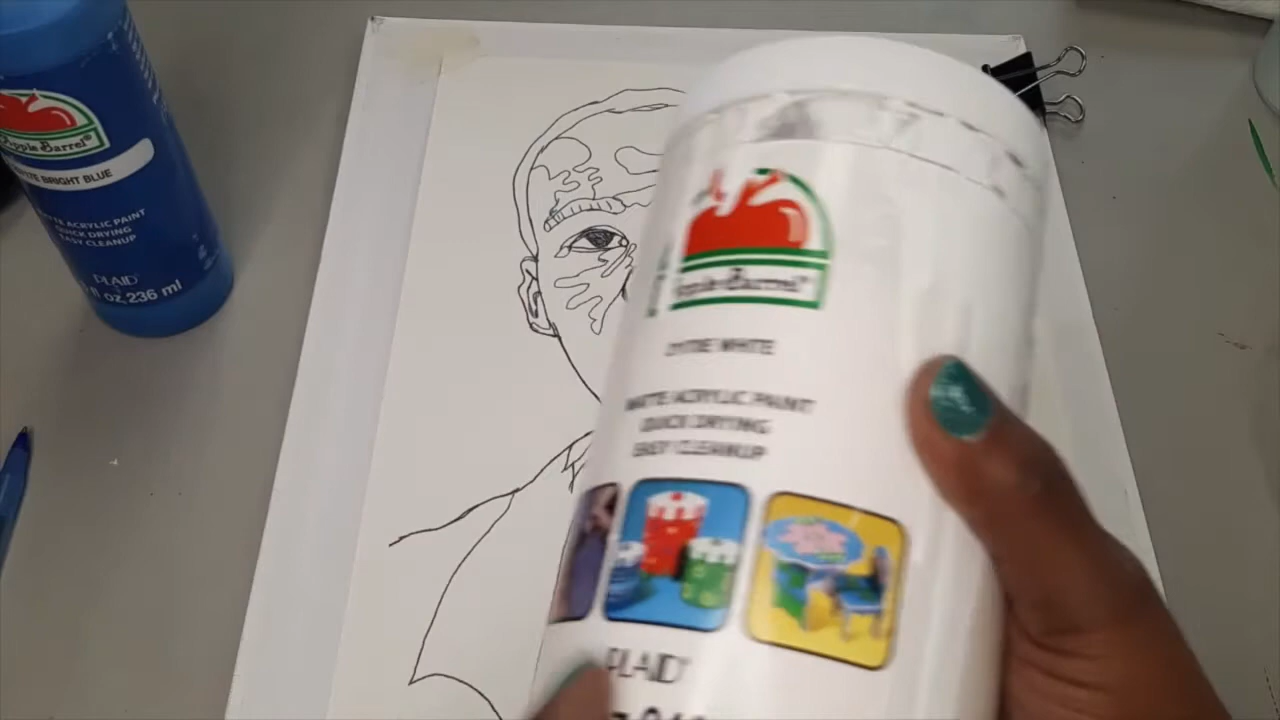 Apple Barrel
BRIGHT BLUE
ACRYLIC PAINT
QUICK DRYING
EASY CLEANUP
PLAID
fl oz, 236 ml
pple Barrel
WHITE
MATTE ACRYLIC PAINT
QUICK DRYING
EASY CLEANUP
PLAID